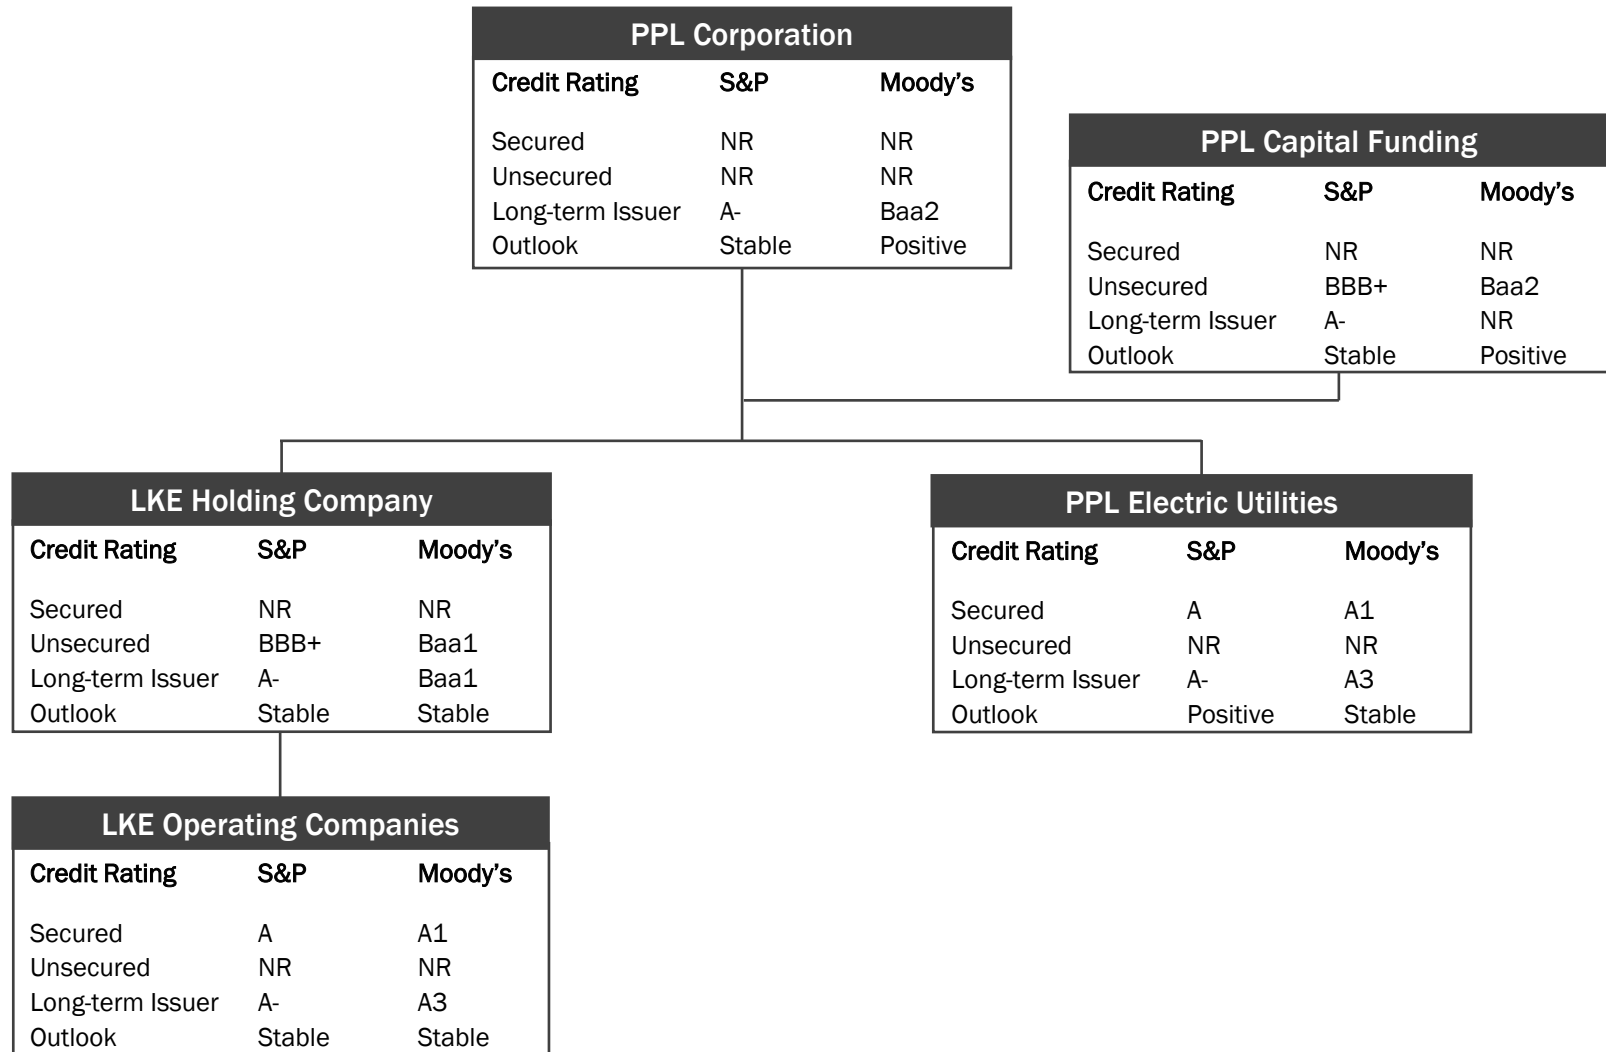 PPL Corporation
Credit Rating S&P Moody's
Secured NR NR
Unsecured NR NR
Long-term Issuer A- Baa2
Outlook Stable Positive
PPL Capital Funding
Credit Rating S&P Moody's
Secured NR NR
Unsecured BBB+ Baa2
Long-term Issuer A- NR
Outlook Stable Positive
LKE Holding Company
Credit Rating S&P Moody's
Secured NR NR
Unsecured BBB+ Baa1
Long-term Issuer A- Baa1
Outlook Stable Stable
PPL Electric Utilities
Credit Rating S&P Moody's
Secured A A1
Unsecured NR NR
Long-term Issuer A- A3
Outlook Positive Stable
LKE Operating Companies
Credit Rating S&P Moody's
Secured A A1
Unsecured NR NR
Long-term Issuer A- A3
Outlook Stable Stable